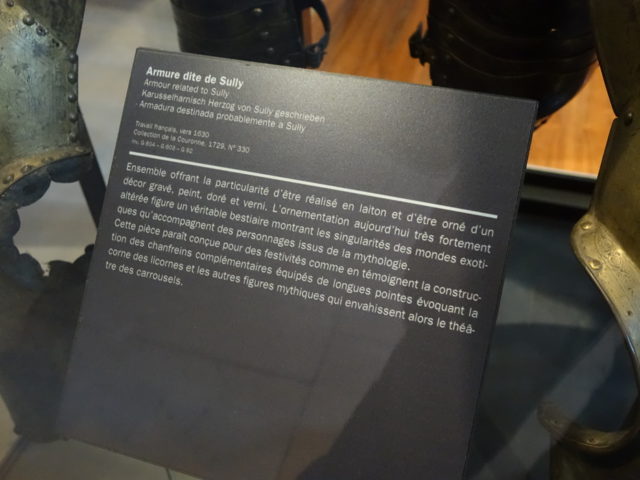 Armure dite de Sully
Armour related to Sully
Karusselharnisch Herzog von Sully geschrieben
Armadura destinada probablemente a Sully
Travail français, vers 1630
Collection de la Couronne, 1729, N° 330
Inv. G.604 - G.608 - G.62
Ensemble offrant la particularité d'être réalisé en laiton et d'être orné d'un
décor gravé, peint, doré et verni. L'ornementation aujourd'hui très fortement
altérée figure un véritable bestiaire montrant les singularités des mondes exoti-
ques qu'accompagnent des personnages issus de la mythologie.
Cette pièce paraît conçue pour des festivités comme en témoignent la construc-
tion des chanfreins complémentaires équipés de longues pointes évoquant la
corne des licornes et les autres figures mythiques qui envahissent alors le théâ-
tre des carrousels.